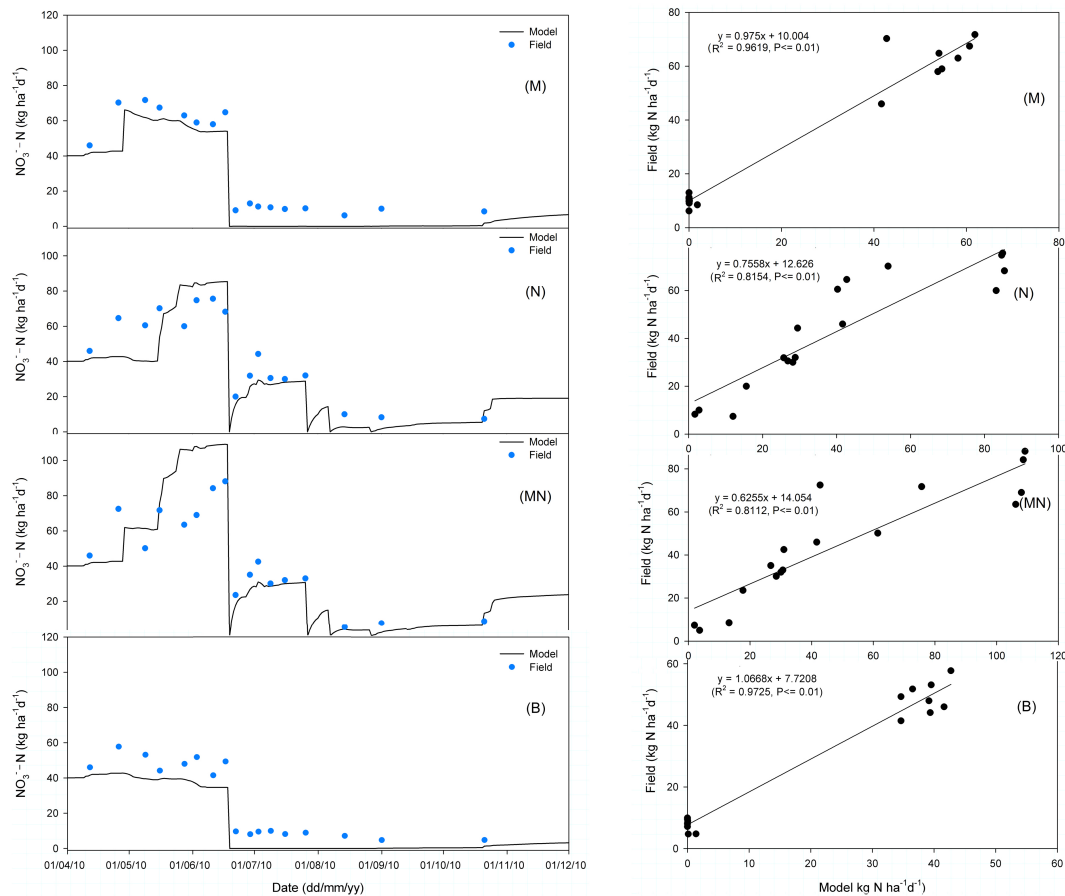 120
100
80
60
40
20
0
NO₃⁻ – N (kg ha⁻¹d⁻¹)
Model
Field
(M)
100
80
60
40
20
0
NO₃⁻ – N (kg ha⁻¹d⁻¹)
Model
Field
(N)
100
80
60
40
20
0
NO₃⁻ – N (kg ha⁻¹d⁻¹)
Model
Field
(MN)
120
100
80
60
40
20
0
NO₃⁻ – N (kg ha⁻¹d⁻¹)
Model
Field
(B)
01/04/10 01/05/10 01/06/10 01/07/10 01/08/10 01/09/10 01/10/10 01/11/10 01/12/10
Date (dd/mm/yy)
80
60
40
20
0
Field (kg N ha⁻¹d⁻¹)
y = 0.975x + 10.004
(R² = 0.9619, P<= 0.01)
(M)
0 20 40 60 80
60
40
20
0
Field (kg N ha⁻¹d⁻¹)
y = 0.7558x + 12.626
(R² = 0.8154, P<= 0.01)
(N)
0 20 40 60 80 100
80
60
40
20
0
Field (kg N ha⁻¹d⁻¹)
y = 0.6255x + 14.054
(R² = 0.8112, P<= 0.01)
(MN)
0 20 40 60 80 100 120
60
40
20
0
Field (kg N ha⁻¹d⁻¹)
y = 1.0668x + 7.7208
(R² = 0.9725, P<= 0.01)
(B)
0 10 20 30 40 50 60
Model kg N ha⁻¹d⁻¹)